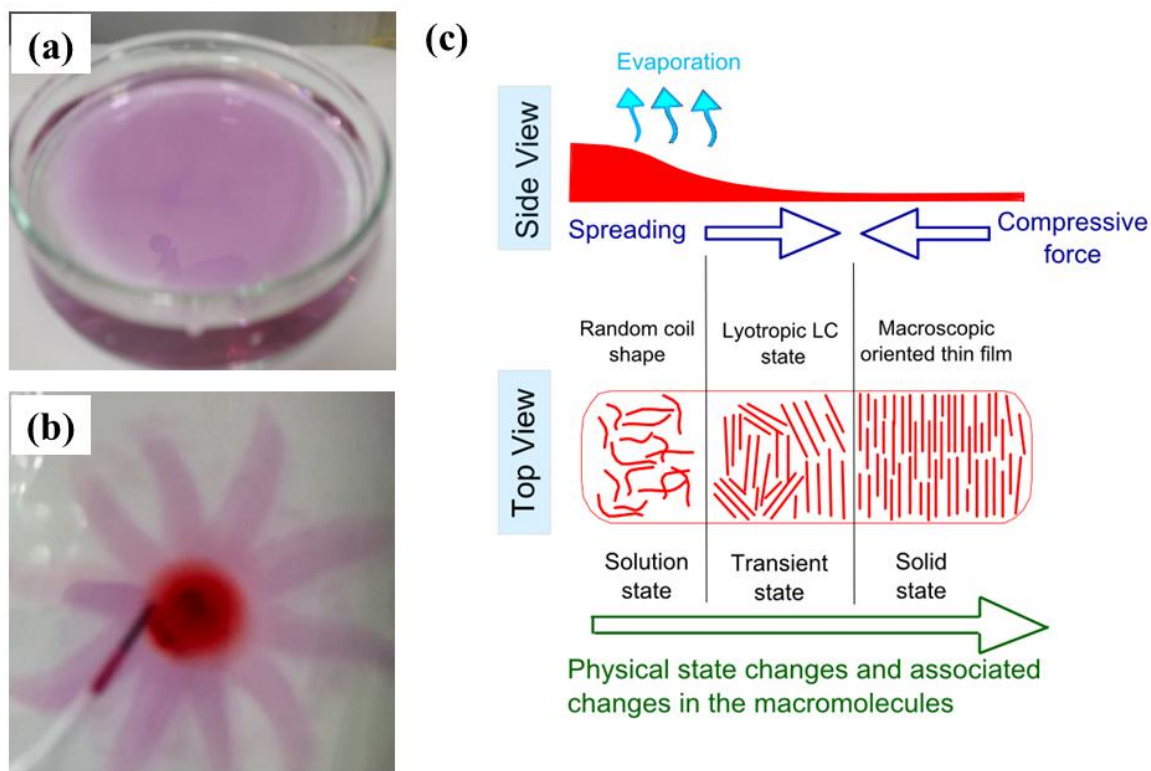 (a)
(b)
(c)
Evaporation
Side View
Spreading
Compressive
force
Random coil
shape
Lyotropic LC
state
Macroscopic
oriented thin film
Top View
Solution
state
Transient
state
Solid
state
Physical state changes and associated
changes in the macromolecules